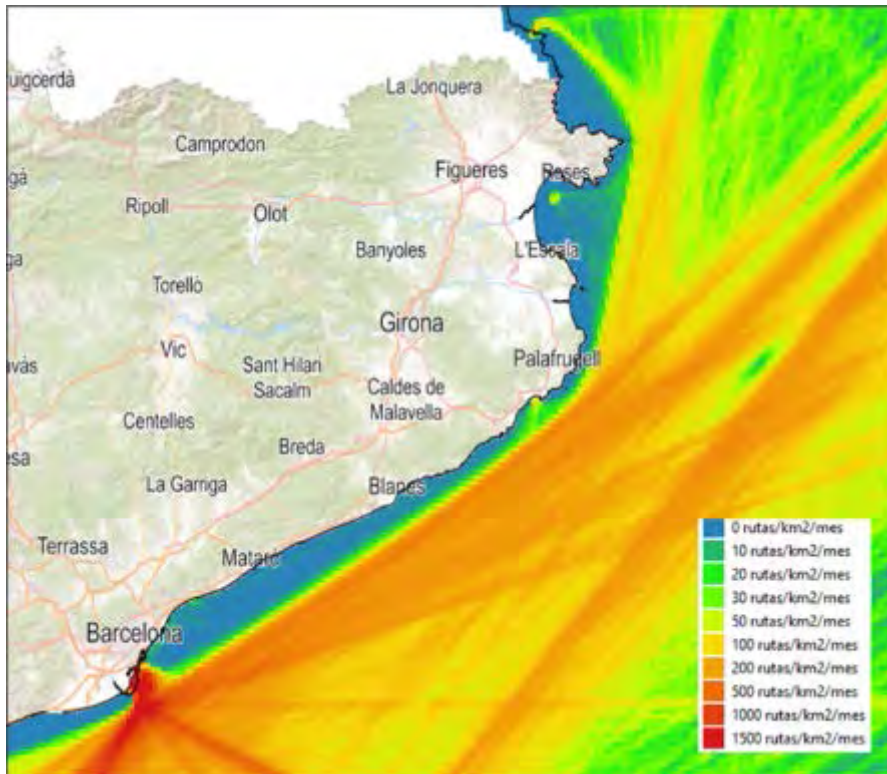 La Jonquera
Camprodon
Figueres
Roses
Ripoll
Olot
Banyoles
L'Escala
Torelló
Girona
Vic
Sant Hilari
Sacalm
Palafrugell
Caldes de
Malavella
Centelles
Breda
La Garriga
Blanes
Terrassa
Mataró
Barcelona
0 rutas/km2/mes
10 rutas/km2/mes
20 rutas/km2/mes
30 rutas/km2/mes
50 rutas/km2/mes
100 rutas/km2/mes
200 rutas/km2/mes
500 rutas/km2/mes
1000 rutas/km2/mes
1500 rutas/km2/mes